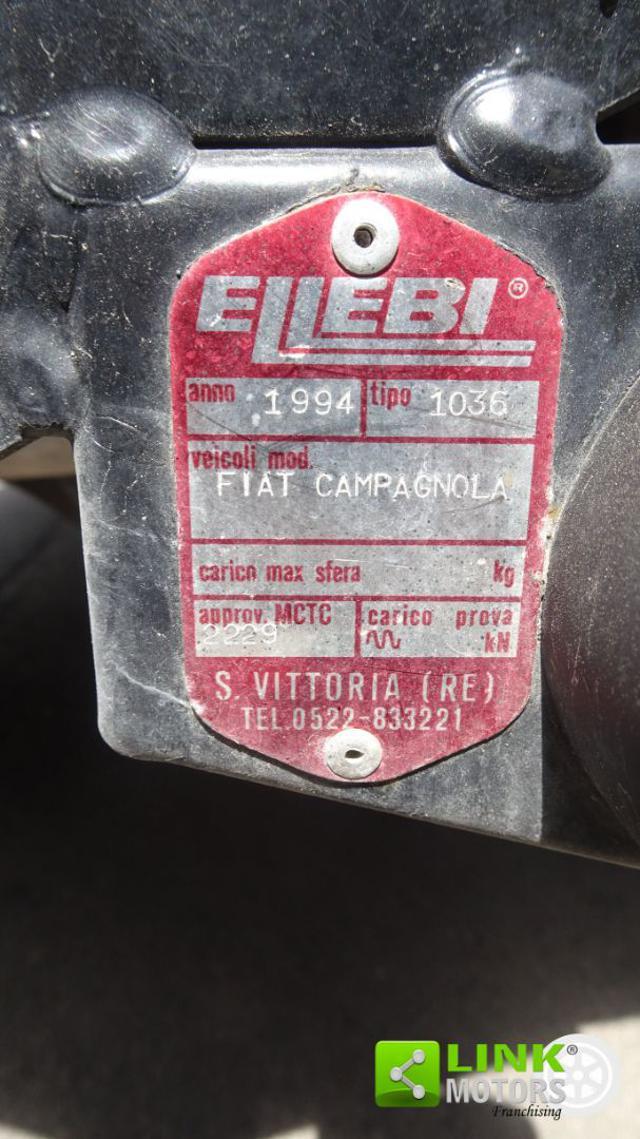 ELLEBI®
anno 1994 tipo 1036
veicoli mod.
FIAT CAMPAGNOLA
carico max sfera kg
approv. MCTC carico prova
2229 kN
S. VITTORIA (RE)
TEL.0522-833221
LINK®
MOTORS
Franchising